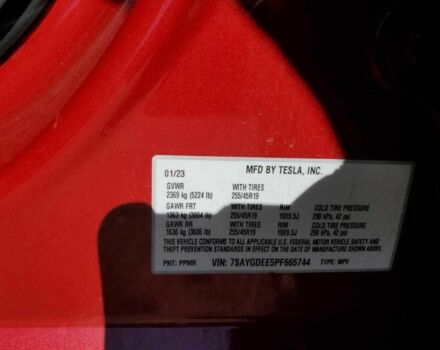 01/23 MFD BY TESLA, INC.
GVWR WITH TIRES
2369 kg (5224 lb) 255/45R19
GAWR FRT WITH TIRES RIM COLD TIRE PRESSURE
1363 kg (3004 lb) 255/45R19 19X9.5J 290 kPa, 42 psi
GAWR RR WITH TIRES RIM COLD TIRE PRESSURE
1636 kg (3606 lb) 255/45R19 19X9.5J 290 kPa, 42 psi
THIS VEHICLE CONFORMS TO ALL APPLICABLE U.S. FEDERAL MOTOR VEHICLE
SAFETY AND THEFT PREVENTION STANDARDS IN EFFECT ON THE DATE OF
MANUFACTURE SHOWN ABOVE.
PNT: PPMR VIN: 7SAYGDEE5PF665744 TYPE: MPV